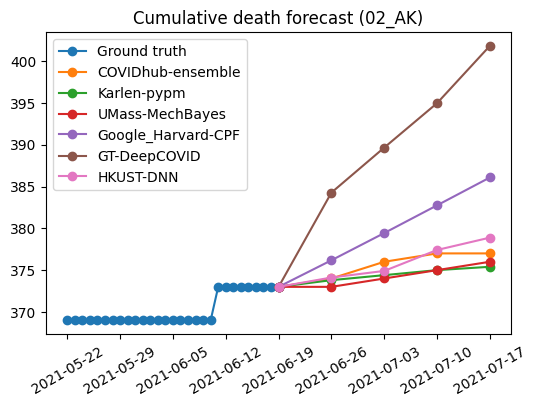 Cumulative death forecast (02_AK)
Ground truth
COVIDhub-ensemble
Karlen-pypm
UMass-MechBayes
Google_Harvard-CPF
GT-DeepCOVID
HKUST-DNN
400
395
390
385
380
375
370
2021-05-22
2021-05-29
2021-06-05
2021-06-12
2021-06-19
2021-06-26
2021-07-03
2021-07-10
2021-07-17